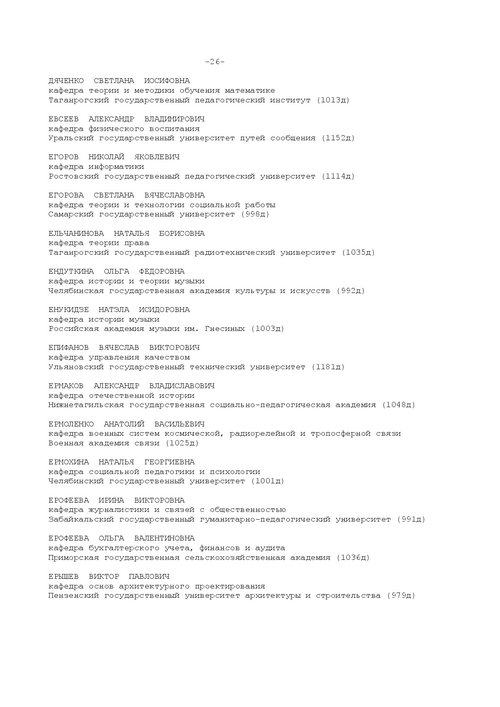 -26-
ДЯЧЕНКО СВЕТЛАНА ИОСИФОВНА
кафедра теории и методики обучения математике
Таганрогский государственный педагогический институт (1013д)
ЕВСЕЕВ АЛЕКСАНДР ВЛАДИМИРОВИЧ
кафедра физического воспитания
Уральский государственный университет путей сообщения (1152д)
ЕГОРОВ НИКОЛАЙ ЯКОВЛЕВИЧ
кафедра информатики
Ростовский государственный педагогический университет (1114д)
ЕГОРОВА СВЕТЛАНА ВЯЧЕСЛАВОВНА
кафедра теории и технологии социальной работы
Самарский государственный университет (998д)
ЕЛЬЧАНИНОВА НАТАЛЬЯ БОРИСОВНА
кафедра теории права
Таганрогский государственный радиотехнический университет (1035д)
ЕНДУТКИНА ОЛЬГА ФЕДОРОВНА
кафедра истории и теории музыки
Челябинская государственная академия культуры и искусств (992д)
ЕНУКИДЗЕ НАТЭЛА ИСИДОРОВНА
кафедра истории музыки
Российская академия музыки им. Гнесиных (1003д)
ЕПИФАНОВ ВЯЧЕСЛАВ ВИКТОРОВИЧ
кафедра управления качеством
Ульяновский государственный технический университет (1181д)
ЕРМАКОВ АЛЕКСАНДР ВЛАДИСЛАВОВИЧ
кафедра отечественной истории
Нижнетагильская государственная социально-педагогическая академия (1048д)
ЕРМОЛЕНКО АНАТОЛИЙ ВАСИЛЬЕВИЧ
кафедра военных систем космической, радиорелейной и тропосферной связи
Военная академия связи (1025д)
ЕРМОХИНА НАТАЛЬЯ ГЕОРГИЕВНА
кафедра социальной педагогики и психологии
Челябинский государственный университет (1001д)
ЕРОФЕЕВА ИРИНА ВИКТОРОВНА
кафедра журналистики и связей с общественностью
Забайкальский государственный гуманитарно-педагогический университет (991д)
ЕРОФЕЕВА ОЛЬГА ВАЛЕНТИНОВНА
кафедра бухгалтерского учета, финансов и аудита
Приморская государственная сельскохозяйственная академия (1036д)
ЕРЫШЕВ ВИКТОР ПАВЛОВИЧ
кафедра основ архитектурного проектирования
Пензенский государственный университет архитектуры и строительства (979д)